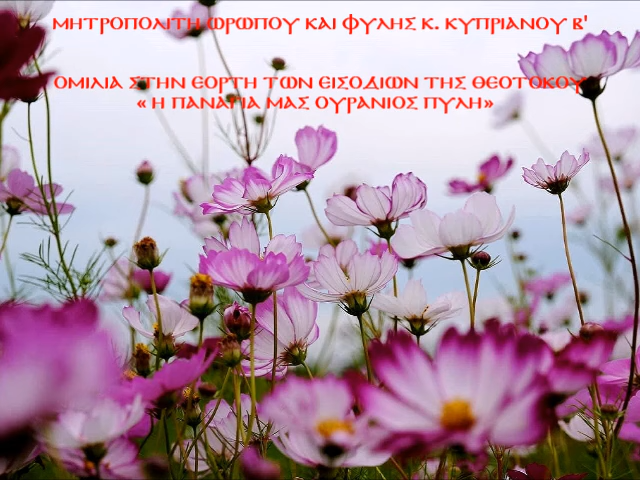 ΜΗΤΡΟΠΟΛΙΤΗ ΩΡΩΠΟΥ ΚΑΙ ΦΥΛΗΣ Κ. ΚΥΠΡΙΑΝΟΥ Β'
ΟΜΙΛΙΑ ΣΤΗΝ ΕΟΡΤΗ ΤΩΝ ΕΙΣΟΔΙΩΝ ΤΗΣ ΘΕΟΤΟΚΟΥ
« Η ΠΑΝΑΓΙΑ ΜΑΣ ΟΥΡΑΝΙΟΣ ΠΥΛΗ»